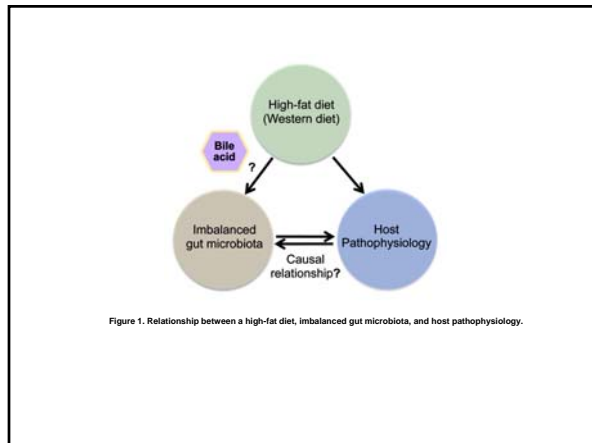 High-fat diet
(Western diet)
Bile
acid
?
Imbalanced
gut microbiota
Host
Pathophysiology
Causal
relationship?
Figure 1. Relationship between a high-fat diet, imbalanced gut microbiota, and host pathophysiology.